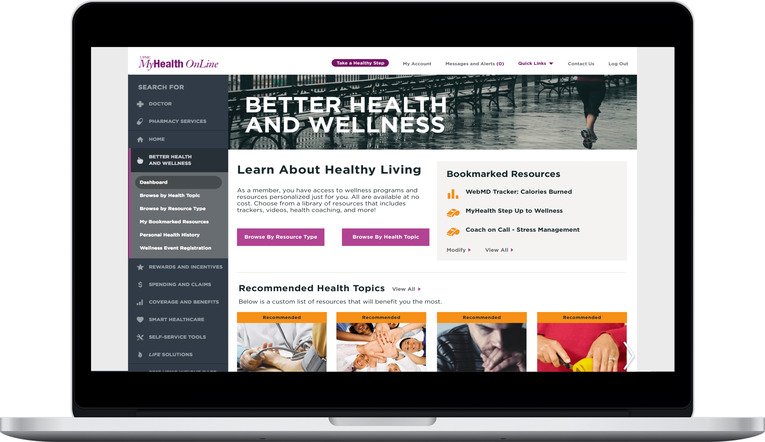 UPMC
MyHealth OnLine
Take a Healthy Step
My Account
Messages and Alerts (0)
Quick Links
Contact Us
Log Out
SEARCH FOR
DOCTOR
PHARMACY SERVICES
HOME
BETTER HEALTH
AND WELLNESS
Dashboard
Browse by Health Topic
Browse by Resource Type
My Bookmarked Resources
Personal Health History
Wellness Event Registration
REWARDS AND INCENTIVES
SPENDING AND CLAIMS
COVERAGE AND BENEFITS
SMART HEALTHCARE
SELF-SERVICE TOOLS
LIFE SOLUTIONS
BETTER HEALTH
AND WELLNESS
Learn About Healthy Living
As a member, you have access to wellness programs and
resources personalized just for you. All are available at no
cost. Choose from a library of resources that includes
trackers, videos, health coaching, and more!
Browse By Resource Type
Browse By Health Topic
Bookmarked Resources
WebMD Tracker: Calories Burned
MyHealth Step Up to Wellness
Coach on Call - Stress Management
Modify
View All
Recommended Health Topics
View All
Below is a custom list of resources that will benefit you the most.
Recommended
Recommended
Recommended
Recommended